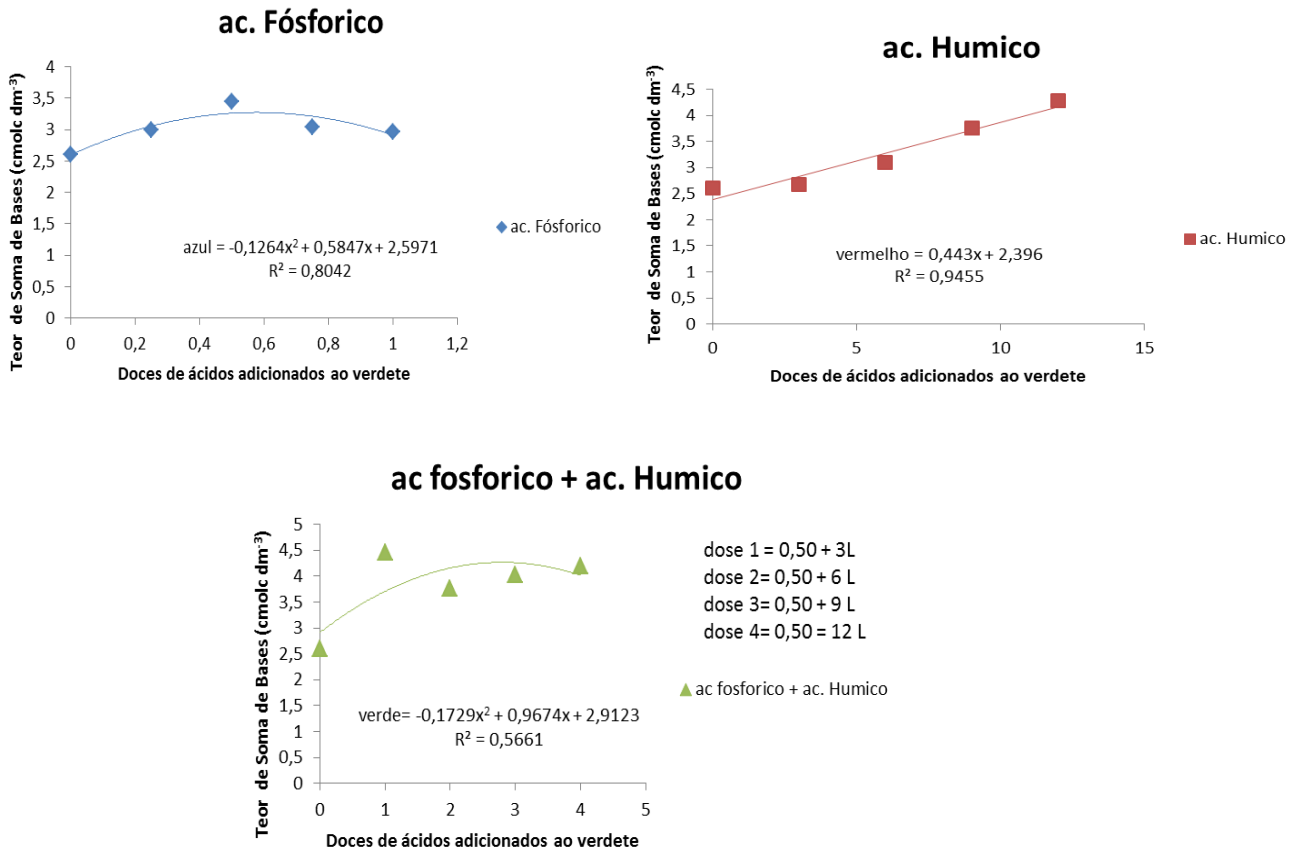 ac. Fósforico
Teor de Soma de Bases (cmolc dm⁻³)
4
3,5
3
2,5
2
1,5
1
0,5
0
azul = -0,1264x² + 0,5847x + 2,5971
R² = 0,8042
0 0,2 0,4 0,6 0,8 1 1,2
Doces de ácidos adicionados ao verdete
ac. Fósforico
ac. Humico
Teor de Soma de Bases (cmolc dm⁻³)
4,5
4
3,5
3
2,5
2
1,5
1
0,5
0
vermelho = 0,443x + 2,396
R² = 0,9455
0 5 10 15
Doces de ácidos adicionados ao verdete
ac. Humico
ac fosforico + ac. Humico
Teor de Soma de Bases (cmolc dm⁻³)
5
4,5
4
3,5
3
2,5
2
1,5
1
0,5
0
verde= -0,1729x² + 0,9674x + 2,9123
R² = 0,5661
0 1 2 3 4 5
Doces de ácidos adicionados ao verdete
dose 1 = 0,50 + 3L
dose 2= 0,50 + 6 L
dose 3= 0,50 + 9 L
dose 4= 0,50 = 12 L
ac fosforico + ac. Humico